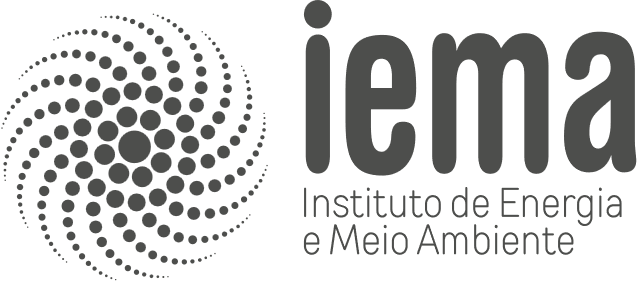 iema
Instituto de Energia
e Meio Ambiente